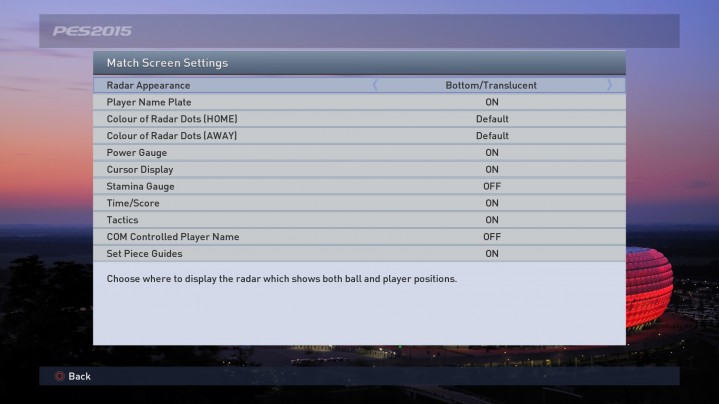 PES2015
Match Screen Settings
Radar Appearance Bottom/Translucent
Player Name Plate ON
Colour of Radar Dots (HOME) Default
Colour of Radar Dots (AWAY) Default
Power Gauge ON
Cursor Display ON
Stamina Gauge OFF
Time/Score ON
Tactics ON
COM Controlled Player Name OFF
Set Piece Guides ON
Choose where to display the radar which shows both ball and player positions.
Back